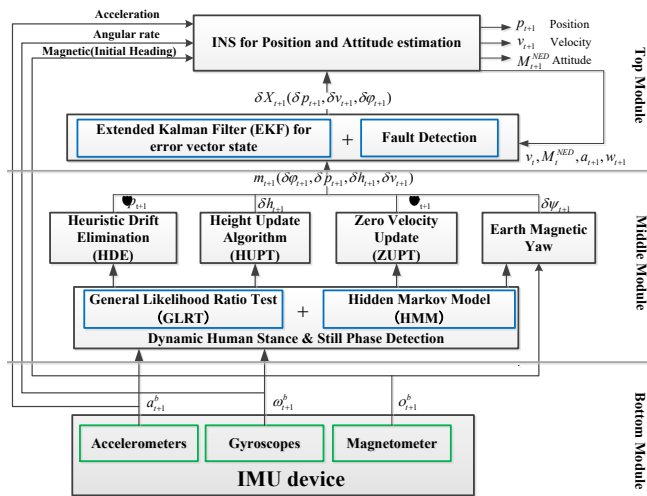 Acceleration
Angular rate
Magnetic(Initial Heading)
INS for Position and Attitude estimation
p_{t+1} Position
v_{t+1} Velocity
M_{t+1}^{NED} Attitude
Top Module
δX_{t+1}(δp_{t+1},δv_{t+1},δφ_{t+1})
Extended Kalman Filter (EKF) for
error vector state
+
Fault Detection
v_t, M_t^{NED}, a_{t+1}, w_{t+1}
m_{t+1}(δφ_{t+1},δp_{t+1},δh_{t+1},δv_{t+1})
p_{t+1}
δh_{t+1}
t+1
δψ_{t+1}
Heuristic Drift
Elimination
(HDE)
Height Update
Algorithm
(HUPT)
Zero Velocity
Update
(ZUPT)
Earth Magnetic
Yaw
Middle Module
General Likelihood Ratio Test
(GLRT)
+
Hidden Markov Model
(HMM)
Dynamic Human Stance & Still Phase Detection
a_{t+1}^b
ω_{t+1}^b
o_{t+1}^b
Accelerometers
Gyroscopes
Magnetometer
IMU device
Bottom Module